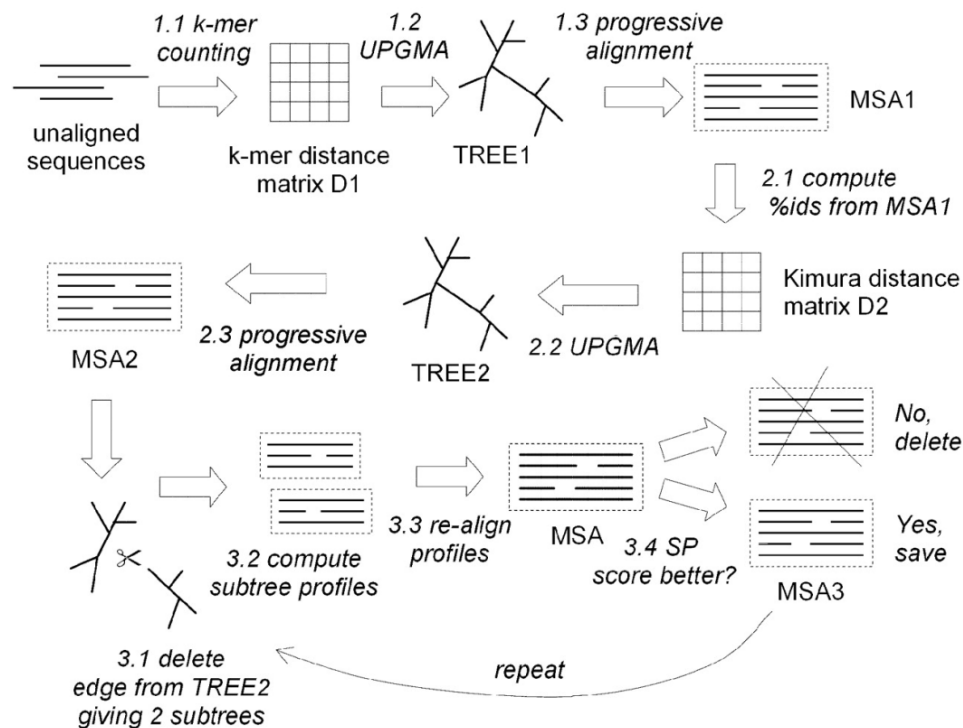 1.1 k-mer
counting
1.2
UPGMA
1.3 progressive
alignment
unaligned
sequences
k-mer distance
matrix D1
TREE1
MSA1
2.1 compute
%ids from MSA1
Kimura distance
matrix D2
2.2 UPGMA
TREE2
2.3 progressive
alignment
MSA2
3.1 delete
edge from TREE2
giving 2 subtrees
3.2 compute
subtree profiles
3.3 re-align
profiles
MSA
3.4 SP
score better?
No,
delete
Yes,
save
MSA3
repeat